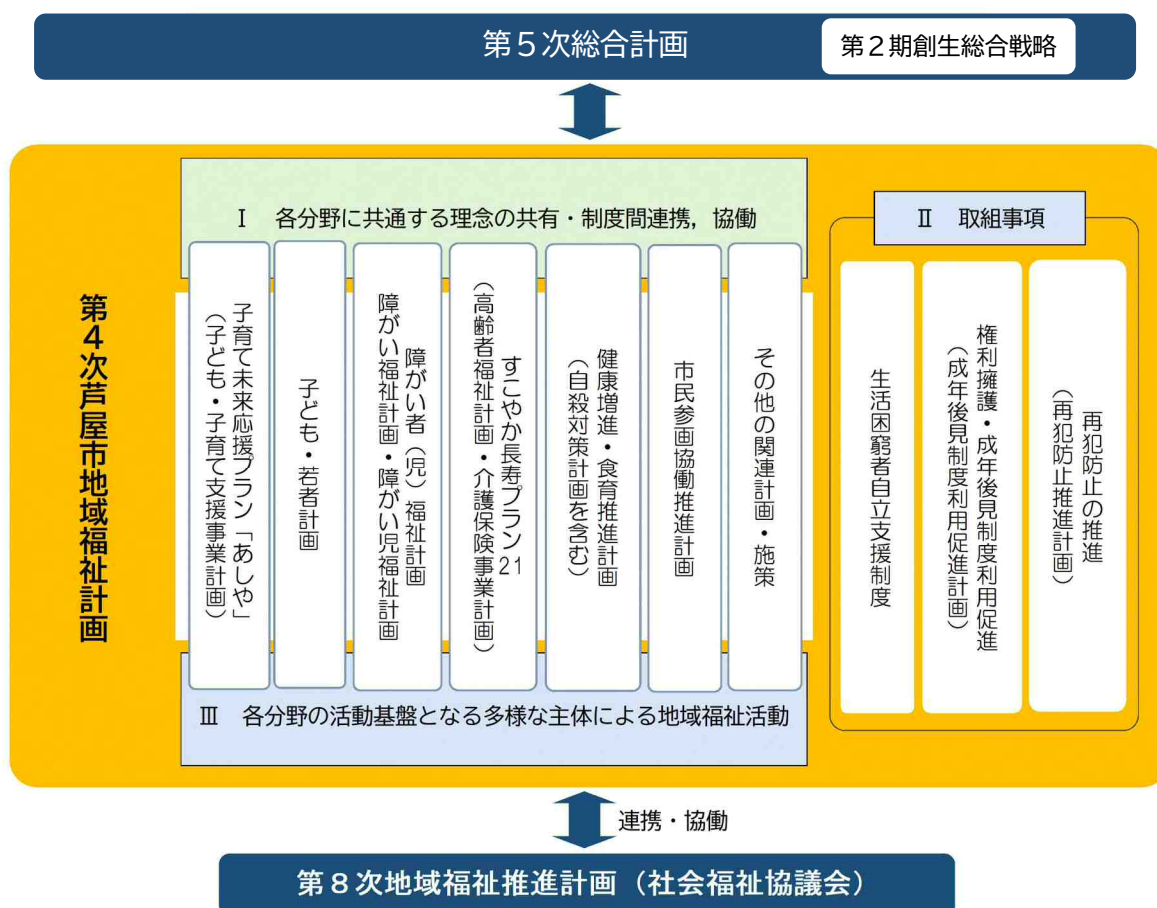 第５次総合計画
第２期創生総合戦略
第４次芦屋市地域福祉計画
Ⅰ 各分野に共通する理念の共有・制度間連携，協働
子育て未来応援プラン「あしや」
（子ども・子育て支援事業計画）
子ども・若者計画
障がい者（児）福祉計画
障がい福祉計画・障がい児福祉計画
すこやか長寿プラン21
（高齢者福祉計画・介護保険事業計画）
健康増進・食育推進計画
（自殺対策計画を含む）
市民参画協働推進計画
その他の関連計画・施策
Ⅲ 各分野の活動基盤となる多様な主体による地域福祉活動
Ⅱ 取組事項
生活困窮者自立支援制度
権利擁護・成年後見制度利用促進
（成年後見制度利用促進計画）
再犯防止の推進
（再犯防止推進計画）
連携・協働
第８次地域福祉推進計画（社会福祉協議会）